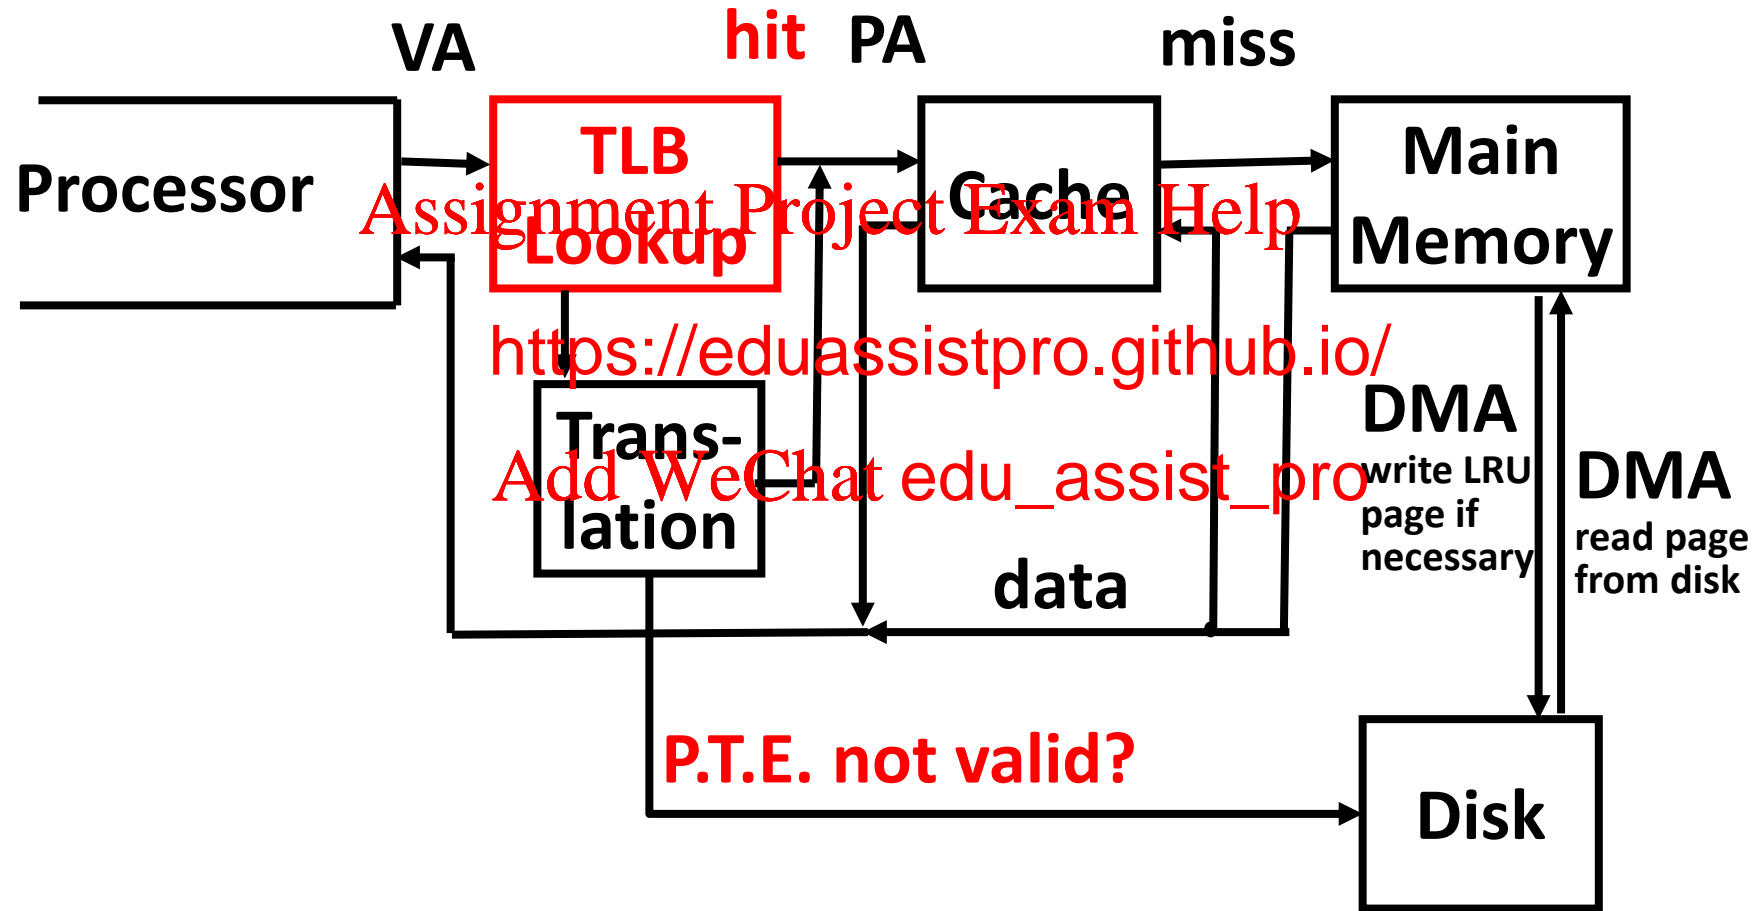 VA
hit
PA
miss
Processor
TLB
Lookup
Cache
Main
Memory
Assignment Project Exam Help
https://eduassistpro.github.io/
Trans-
lation
Add WeChat edu_assist_pro
DMA
write LRU
page if
necessary
DMA
read page
from disk
data
P.T.E. not valid?
Disk